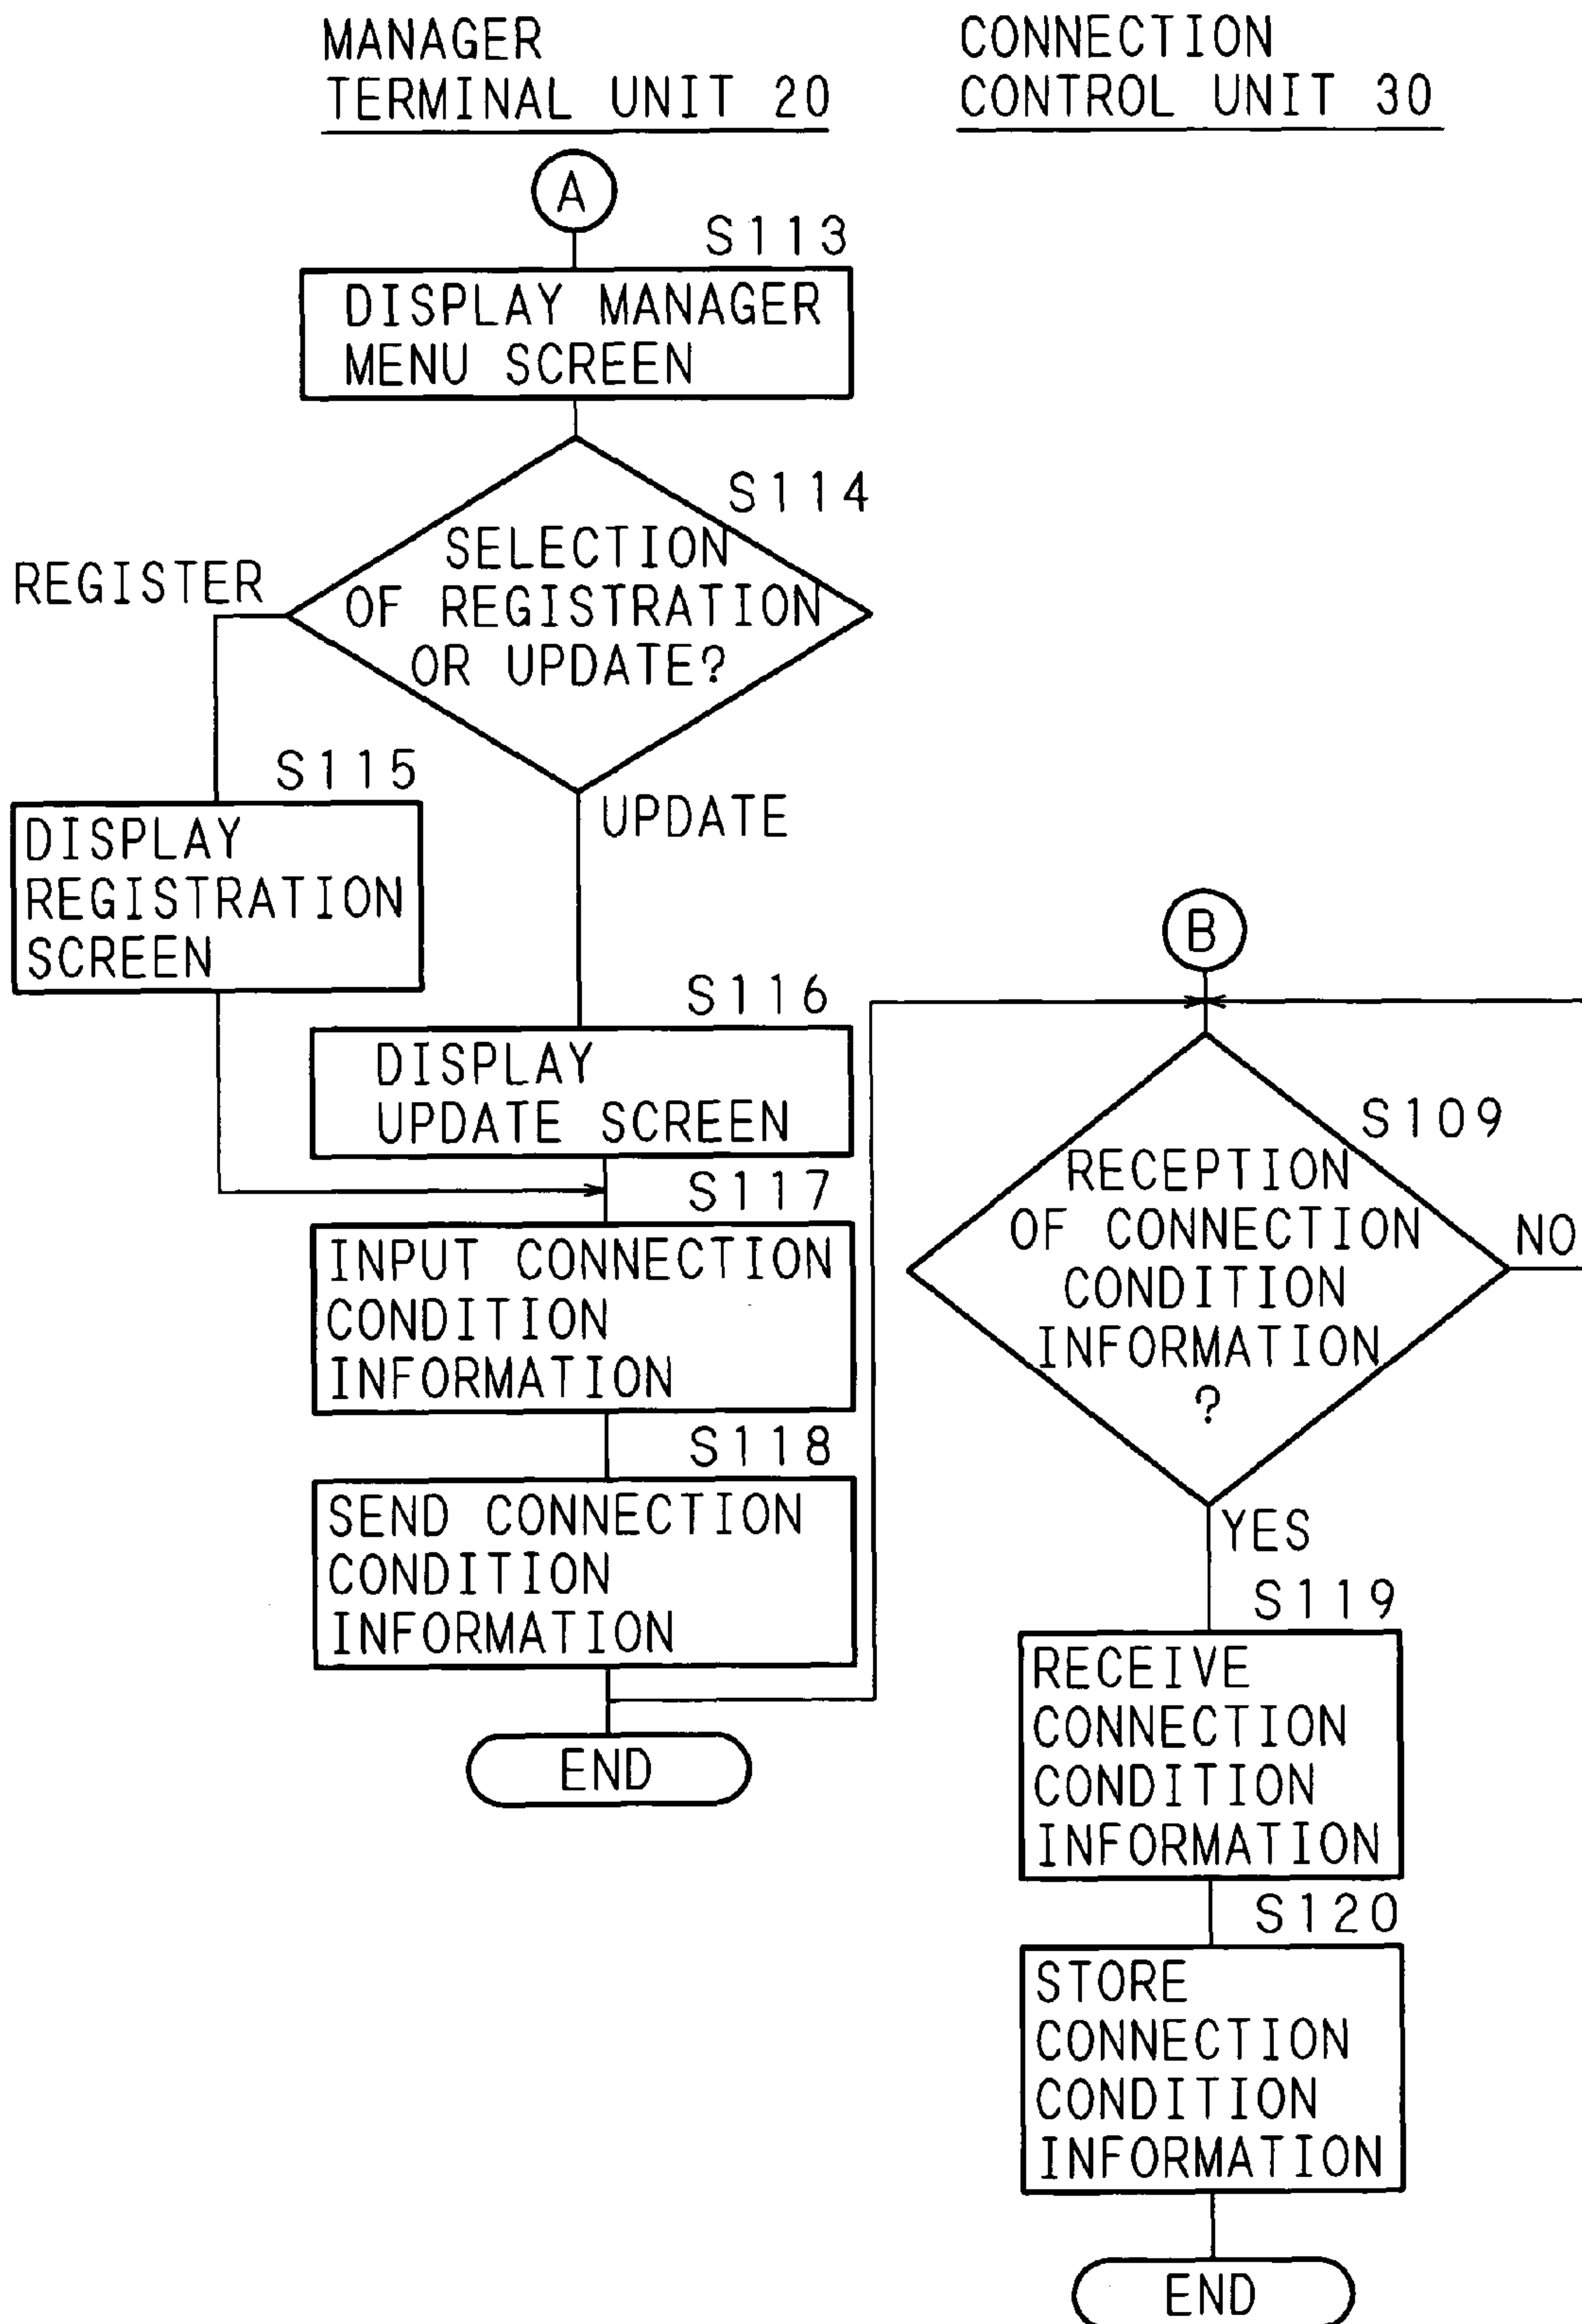 MANAGER
TERMINAL UNIT 20
CONNECTION
CONTROL UNIT 30
A
S113
DISPLAY MANAGER
MENU SCREEN
S114
SELECTION
OF REGISTRATION
OR UPDATE?
REGISTER
UPDATE
S115
DISPLAY
REGISTRATION
SCREEN
S116
DISPLAY
UPDATE SCREEN
S117
INPUT CONNECTION
CONDITION
INFORMATION
S118
SEND CONNECTION
CONDITION
INFORMATION
END
B
S109
RECEPTION
OF CONNECTION
CONDITION
INFORMATION
?
NO
YES
S119
RECEIVE
CONNECTION
CONDITION
INFORMATION
S120
STORE
CONNECTION
CONDITION
INFORMATION
END